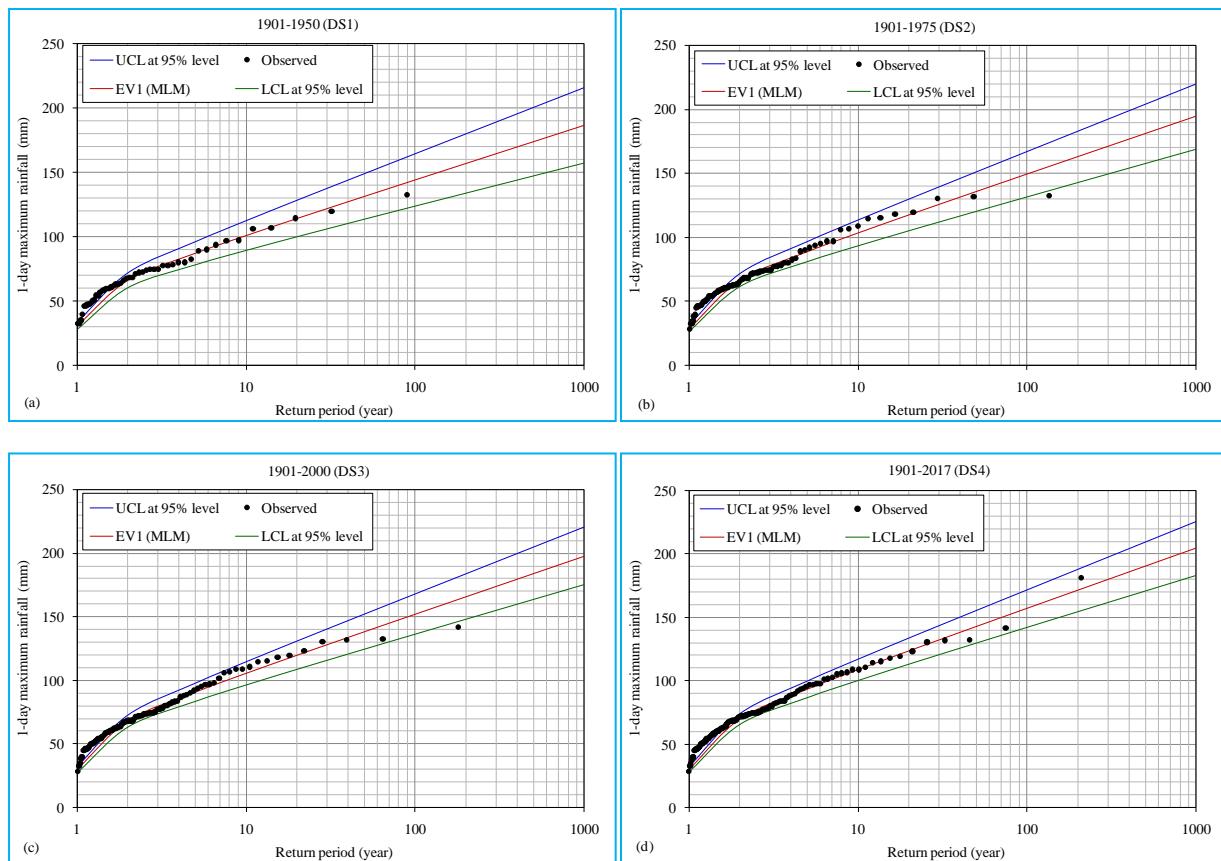 1901-1950 (DS1)
250
200
150
100
50
0
1-day maximum rainfall (mm)
UCL at 95% level
Observed
EV1 (MLM)
LCL at 95% level
1 10 100 1000
Return period (year)
(a)
1901-1975 (DS2)
250
200
150
100
50
0
1-day maximum rainfall (mm)
UCL at 95% level
Observed
EV1 (MLM)
LCL at 95% level
1 10 100 1000
Return period (year)
(b)
1901-2000 (DS3)
250
200
150
100
50
0
1-day maximum rainfall (mm)
UCL at 95% level
Observed
EV1 (MLM)
LCL at 95% level
1 10 100 1000
Return period (year)
(c)
1901-2017 (DS4)
250
200
150
100
50
0
1-day maximum rainfall (mm)
UCL at 95% level
Observed
EV1 (MLM)
LCL at 95% level
1 10 100 1000
Return period (year)
(d)